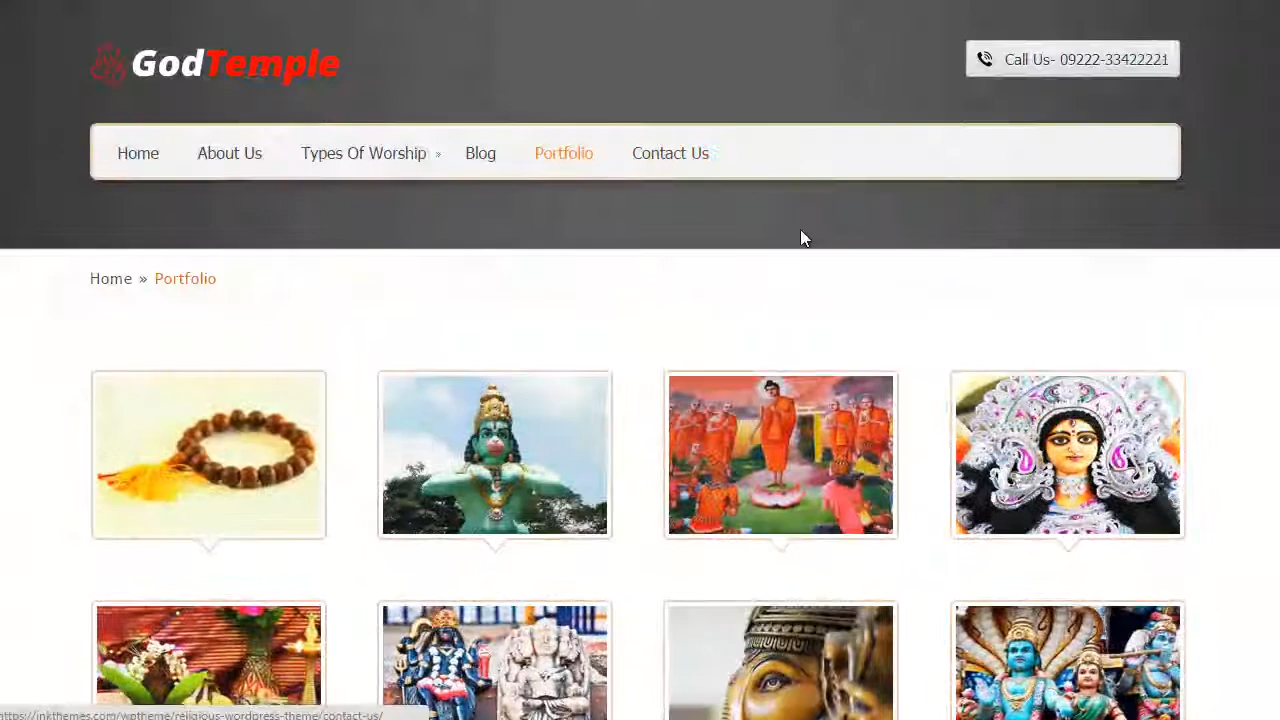 GodTemple
Call Us- 09222-33422221
Home
About Us
Types Of Worship »
Blog
Portfolio
Contact Us
Home » Portfolio
https://inkthemes.com/wptheme/religious-wordpress-theme/contact-us/